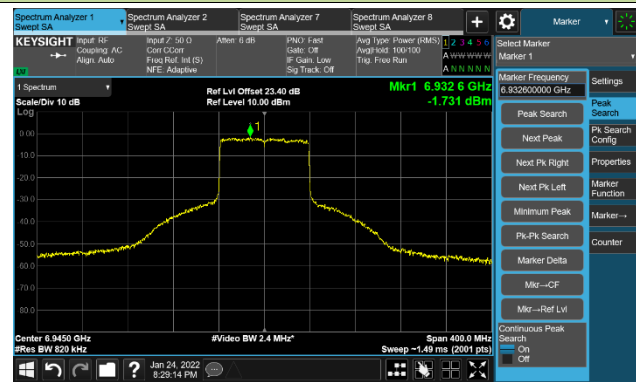 Spectrum Analyzer 1
Swept SA
Spectrum Analyzer 2
Swept SA
Spectrum Analyzer 7
Swept SA
Spectrum Analyzer 8
Swept SA
+
Marker
KEYSIGHT
Input: RF
Coupling: AC
Align: Auto
Input Z: 50 Ω
Corr CCorr
Freq Ref: Int (S)
NFE: Adaptive
Atten: 6 dB
PNO: Fast
Gate: Off
IF Gain: Low
Sig Track: Off
Avg Type: Power (RMS)
Avg|Hold: 100/100
Trig: Free Run
1 2 3 4 5 6
A W W W W W
A N N N N N
Select Marker
Marker 1
1 Spectrum
Scale/Div 10 dB
Log
Ref Lvl Offset 23.40 dB
Ref Level 10.00 dBm
Mkr1 6.932 6 GHz
-1.731 dBm
1
0.00
-10.0
-20.0
-30.0
-40.0
-50.0
-60.0
-70.0
-80.0
Center 6.9450 GHz
#Res BW 820 kHz
#Video BW 2.4 MHz*
Span 400.0 MHz
Sweep ~1.49 ms (2001 pts)
Marker Frequency
6.932600000 GHz
Peak Search
Next Peak
Next Pk Right
Next Pk Left
Minimum Peak
Pk-Pk Search
Marker Delta
Mkr→CF
Mkr→Ref Lvl
Continuous Peak
Search
On
Off
Settings
Peak
Search
Pk Search
Config
Properties
Marker
Function
Marker→
Counter
?
Jan 24, 2022
8:29:14 PM